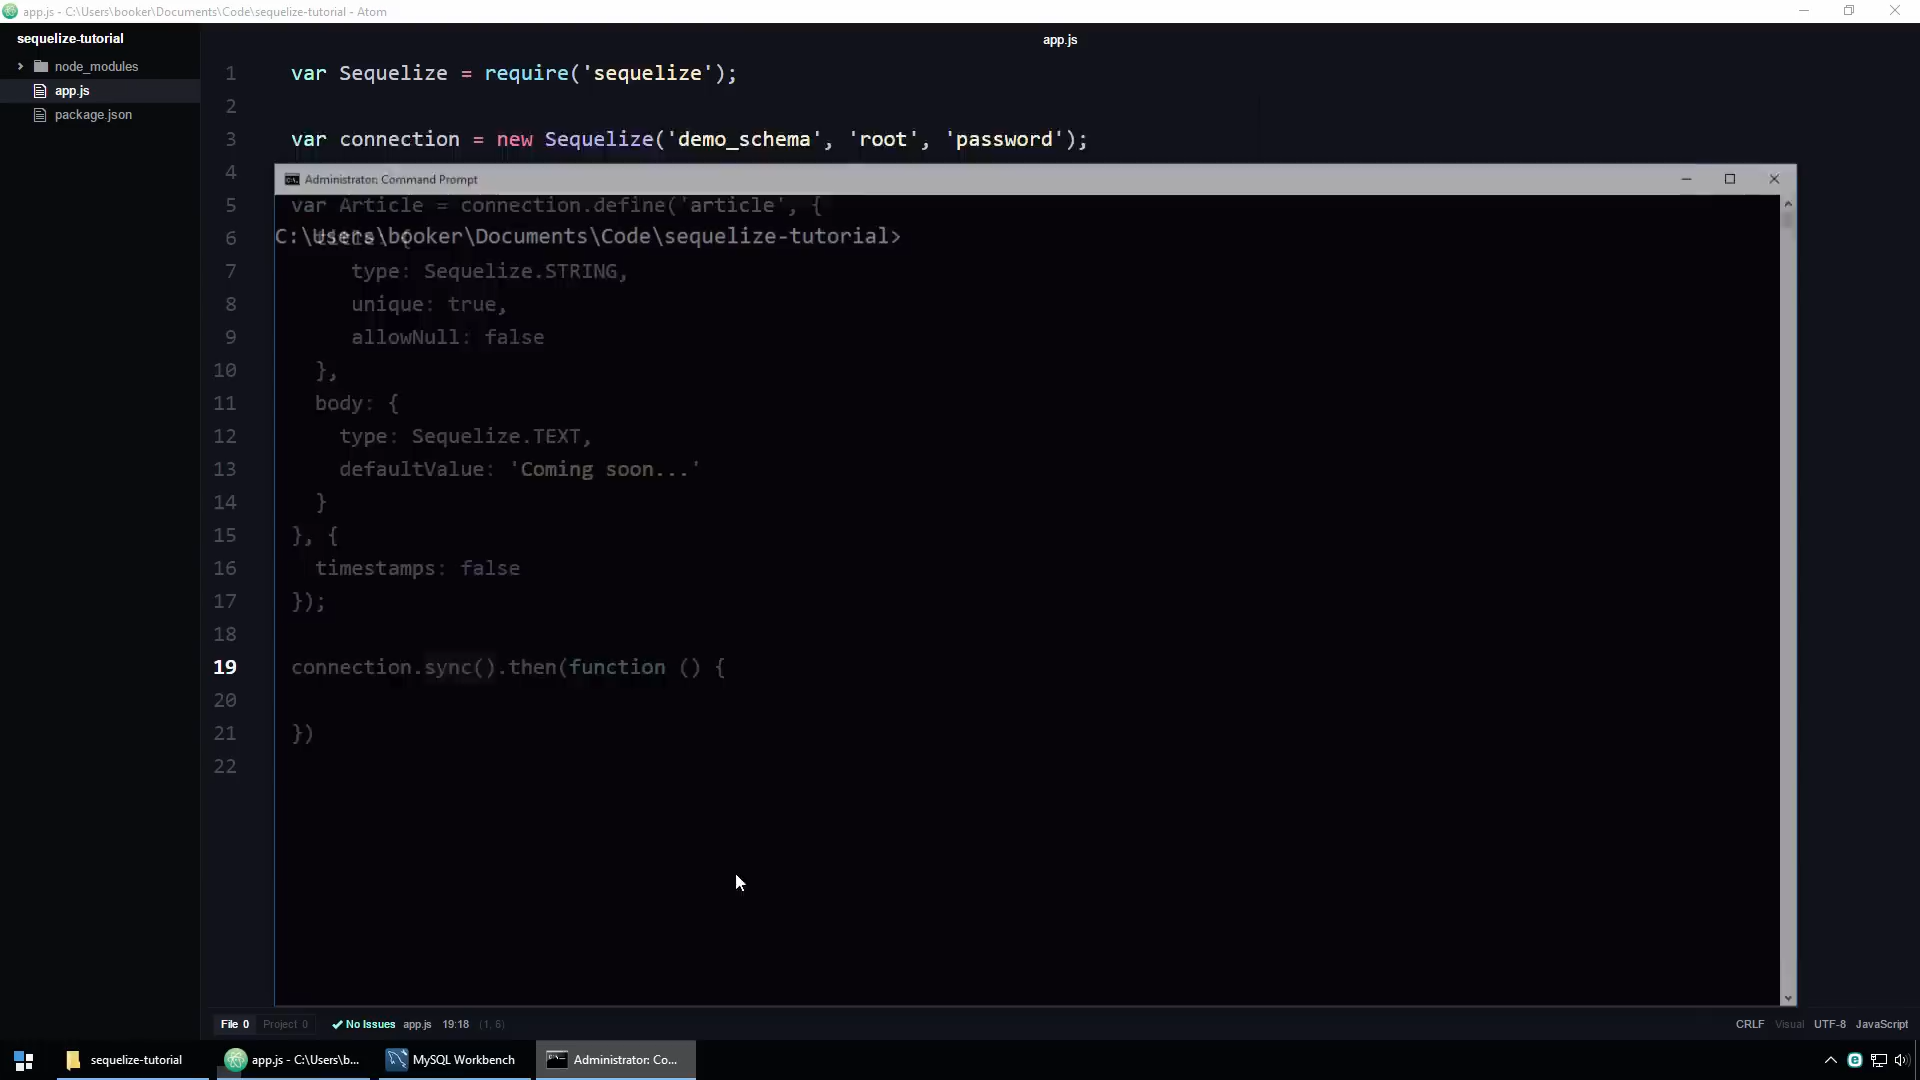 app.js - C:\Users\booker\Documents\Code\sequelize-tutorial - Atom
sequelize-tutorial
node_modules
app.js
package.json
app.js
1 var Sequelize = require('sequelize');
2
3 var connection = new Sequelize('demo_schema', 'root', 'password');
4
Administrator: Command Prompt
5 var Article = connection.define('article', {
C:\Users\booker\Documents\Code\sequelize-tutorial>
6 {
7 type: Sequelize.STRING,
8 unique: true,
9 allowNull: false
10 },
11 body: {
12 type: Sequelize.TEXT,
13 defaultValue: 'Coming soon...'
14 }
15 }, {
16 timestamps: false
17 });
18
19 connection.sync().then(function () {
20
21 })
22
File 0 Project 0 No Issues app.js 19:18 (1, 6) CRLF Visual UTF-8 JavaScript
sequelize-tutorial app.js - C:\Users\b... MySQL Workbench Administrator: Co...